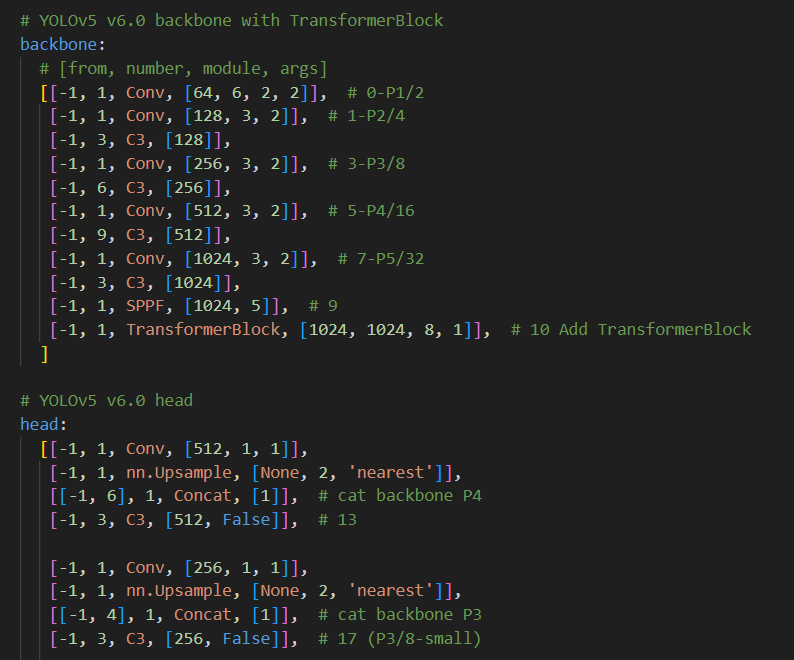 # YOLOv5 v6.0 backbone with TransformerBlock
backbone:
  # [from, number, module, args]
  [[-1, 1, Conv, [64, 6, 2, 2]],  # 0-P1/2
   [-1, 1, Conv, [128, 3, 2]],  # 1-P2/4
   [-1, 3, C3, [128]],
   [-1, 1, Conv, [256, 3, 2]],  # 3-P3/8
   [-1, 6, C3, [256]],
   [-1, 1, Conv, [512, 3, 2]],  # 5-P4/16
   [-1, 9, C3, [512]],
   [-1, 1, Conv, [1024, 3, 2]],  # 7-P5/32
   [-1, 3, C3, [1024]],
   [-1, 1, SPPF, [1024, 5]],  # 9
   [-1, 1, TransformerBlock, [1024, 1024, 8, 1]],  # 10 Add TransformerBlock
  ]
# YOLOv5 v6.0 head
head:
  [[-1, 1, Conv, [512, 1, 1]],
   [-1, 1, nn.Upsample, [None, 2, 'nearest']],
   [[-1, 6], 1, Concat, [1]],  # cat backbone P4
   [-1, 3, C3, [512, False]],  # 13
   [-1, 1, Conv, [256, 1, 1]],
   [-1, 1, nn.Upsample, [None, 2, 'nearest']],
   [[-1, 4], 1, Concat, [1]],  # cat backbone P3
   [-1, 3, C3, [256, False]],  # 17 (P3/8-small)